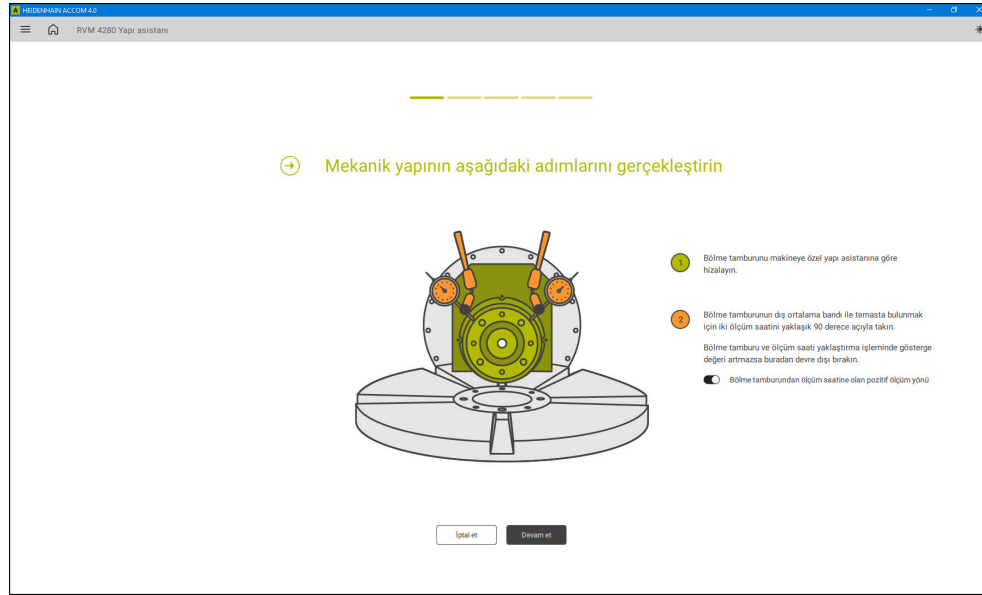 HEIDENHAIN ACCOM 4.0
RVM 4280 Yapı asistanı
Mekanik yapının aşağıdaki adımlarını gerçekleştirin
1
Bölme tamburunu makineye özel yapı asistanına göre
hizalayın.
2
Bölme tamburunun dış ortalama bandı ile temasta bulunmak
için iki ölçüm saatini yaklaşık 90 derece açıyla takın.
Bölme tamburu ve ölçüm saati yaklaştırma işleminde gösterge
değeri artmazsa buradan devre dışı bırakın.
Bölme tamburundan ölçüm saatine olan pozitif ölçüm yönü
İptal et
Devam et